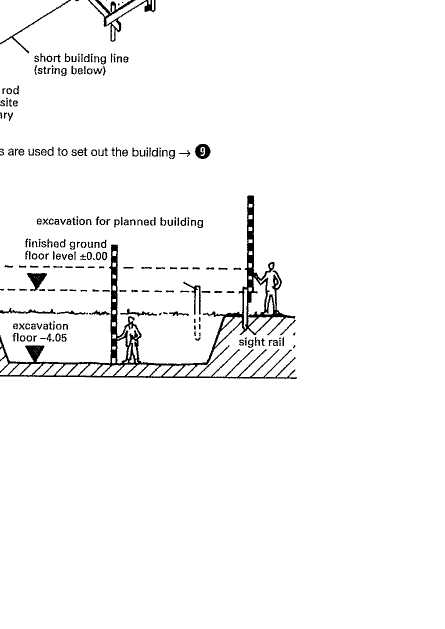 short building line
(string below)
rod
site
ary
s are used to set out the building → 9
excavation for planned building
finished ground
floor level ±0.00
excavation
floor –4.05
sight rail